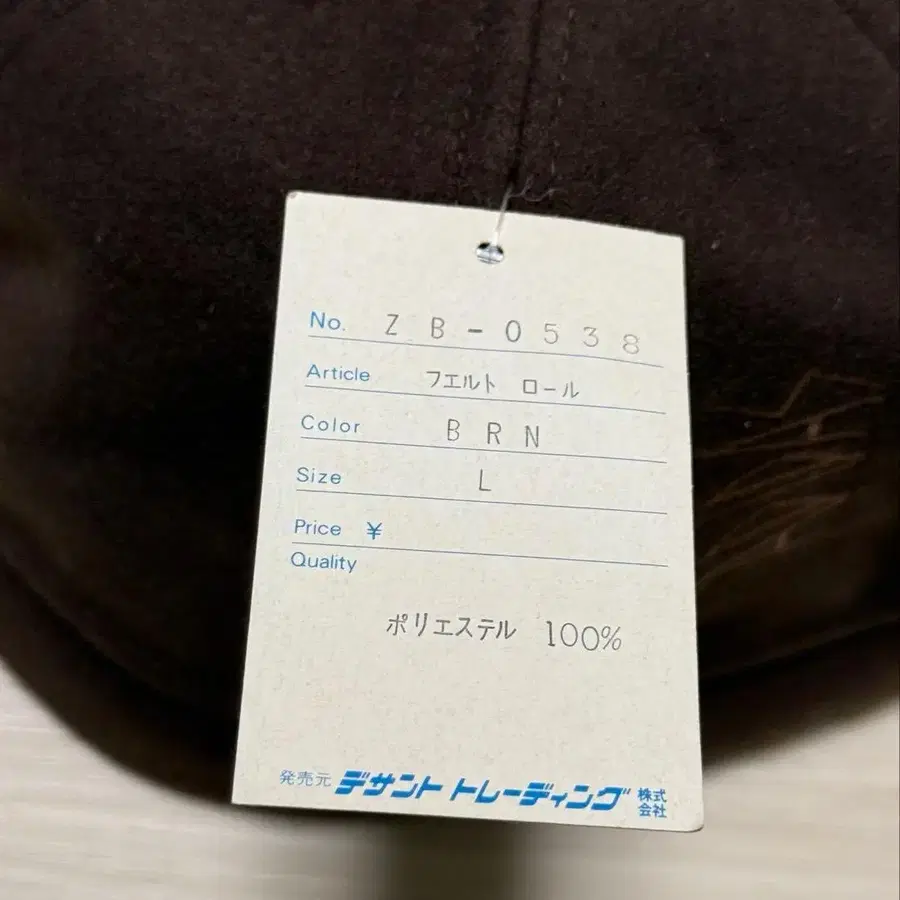 No. ZB-0538
Article フエルト ロール
Color BRN
Size L
Price ¥
Quality
ポリエステル 100%
発売元 デサント トレーディング 株式会社